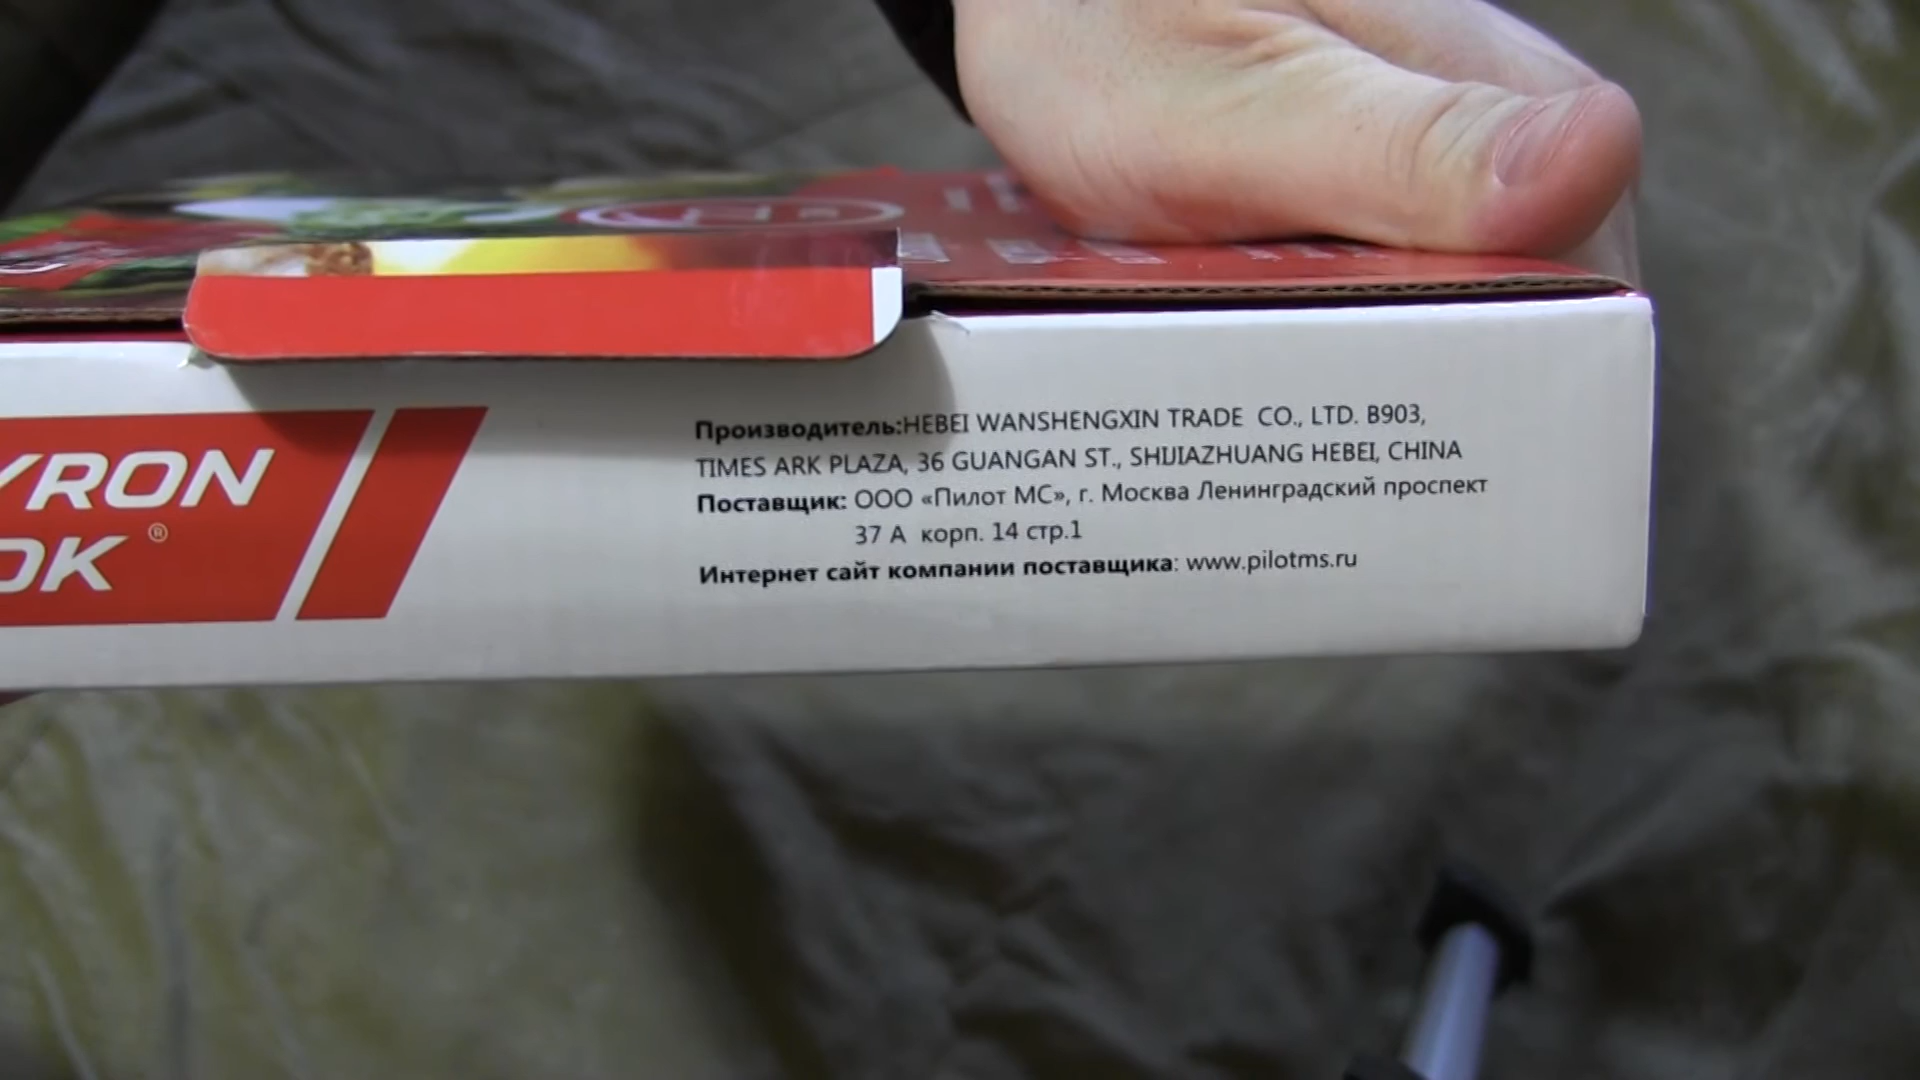 YRON
OK ®
Производитель:HEBEI WANSHENGXIN TRADE CO., LTD. B903,
TIMES ARK PLAZA, 36 GUANGAN ST., SHIJIAZHUANG HEBEI, CHINA
Поставщик: ООО «Пилот МС», г. Москва Ленинградский проспект
37 А корп. 14 стр.1
Интернет сайт компании поставщика: www.pilotms.ru